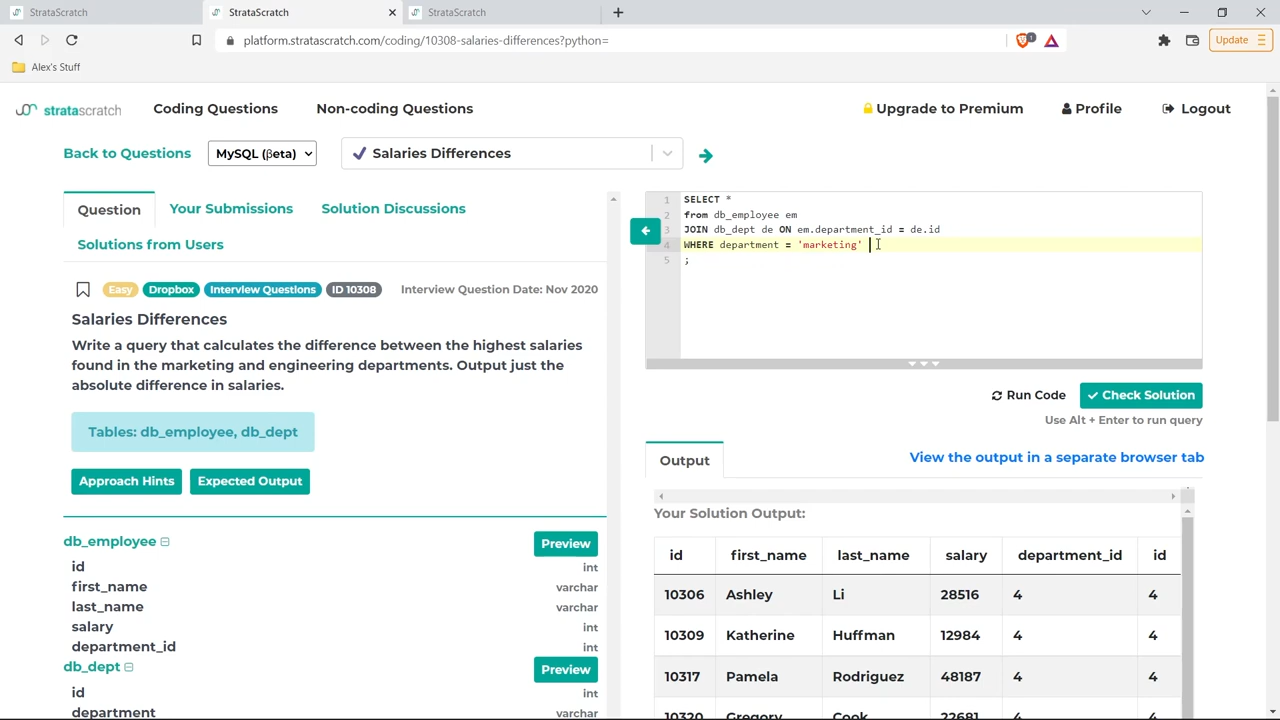 StrataScratch
StrataScratch
StrataScratch
platform.stratascratch.com/coding/10308-salaries-differences?python=
1
Update
Alex's Stuff
stratascratch
Coding Questions
Non-coding Questions
Upgrade to Premium
Profile
Logout
Back to Questions
MySQL (βeta)
Salaries Differences
Question
Your Submissions
Solution Discussions
Solutions from Users
Easy
Dropbox
Interview Questions
ID 10308
Interview Question Date: Nov 2020
Salaries Differences
Write a query that calculates the difference between the highest salaries
found in the marketing and engineering departments. Output just the
absolute difference in salaries.
Tables: db_employee, db_dept
Approach Hints
Expected Output
db_employee
Preview
id int
first_name varchar
last_name varchar
salary int
department_id int
db_dept
Preview
id int
department varchar
1 SELECT *
2 from db_employee em
3 JOIN db_dept de ON em.department_id = de.id
4 WHERE department = 'marketing'
5 ;
Run Code
Check Solution
Use Alt + Enter to run query
Output
View the output in a separate browser tab
Your Solution Output:
id first_name last_name salary department_id id
10306 Ashley Li 28516 4 4
10309 Katherine Huffman 12984 4 4
10317 Pamela Rodriguez 48187 4 4
10320 Gregory Cook 22681 4 4